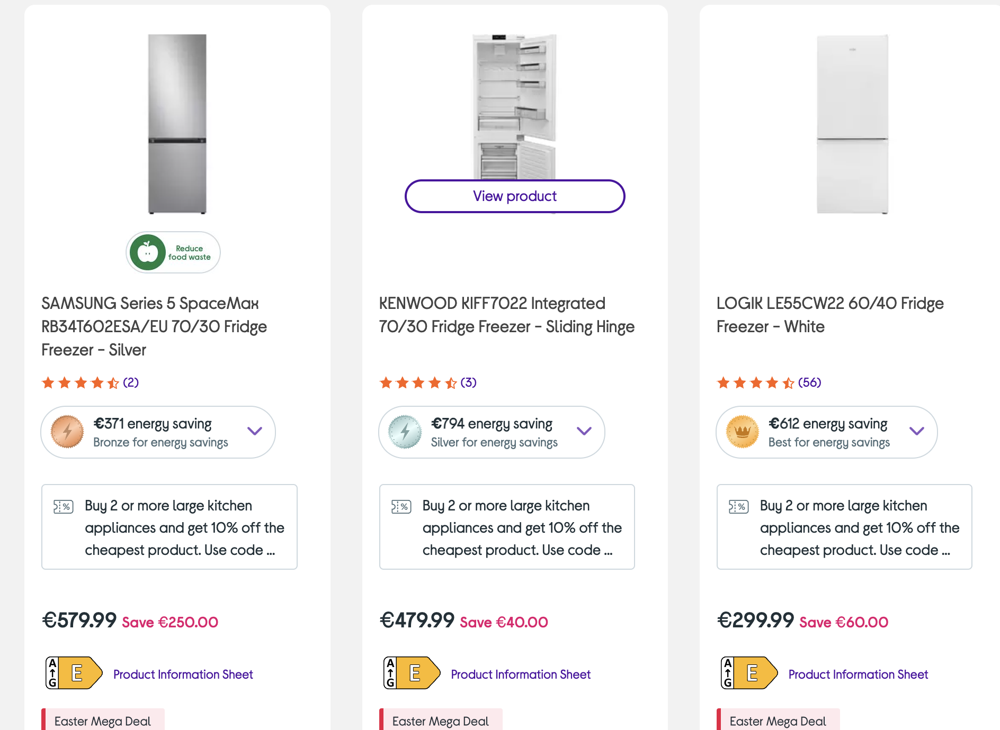 Reduce
food waste
SAMSUNG Series 5 SpaceMax
RB34T602ESA/EU 70/30 Fridge
Freezer - Silver
(2)
€371 energy saving
Bronze for energy savings
% Buy 2 or more large kitchen
appliances and get 10% off the
cheapest product. Use code ...
€579.99 Save €250.00
A
G
E
Product Information Sheet
Easter Mega Deal
View product
KENWOOD KIFF7022 Integrated
70/30 Fridge Freezer - Sliding Hinge
(3)
€794 energy saving
Silver for energy savings
% Buy 2 or more large kitchen
appliances and get 10% off the
cheapest product. Use code ...
€479.99 Save €40.00
A
G
E
Product Information Sheet
Easter Mega Deal
LOGIK LE55CW22 60/40 Fridge
Freezer - White
(56)
€612 energy saving
Best for energy savings
% Buy 2 or more large kitchen
appliances and get 10% off the
cheapest product. Use code ...
€299.99 Save €60.00
A
G
E
Product Information Sheet
Easter Mega Deal